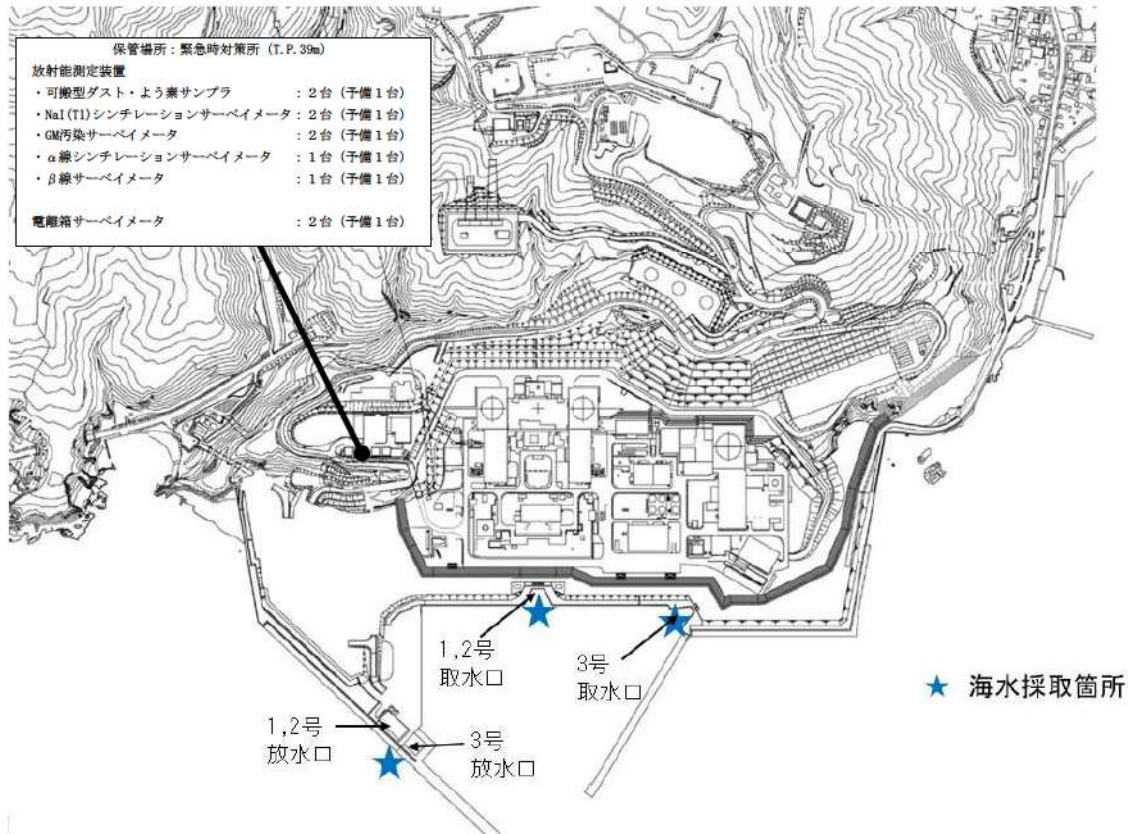 保管場所：緊急時対策所（T.P.39m）
放射能測定装置
・可搬型ダスト・よう素サンプラ ：2台（予備1台）
・NaI(Tl)シンチレーションサーベイメータ：2台（予備1台）
・GM汚染サーベイメータ ：2台（予備1台）
・α線シンチレーションサーベイメータ ：1台（予備1台）
・β線サーベイメータ ：1台（予備1台）
電離箱サーベイメータ ：2台（予備1台）
1,2号
取水口
3号
取水口
★ 海水採取箇所
1,2号
放水口
3号
放水口